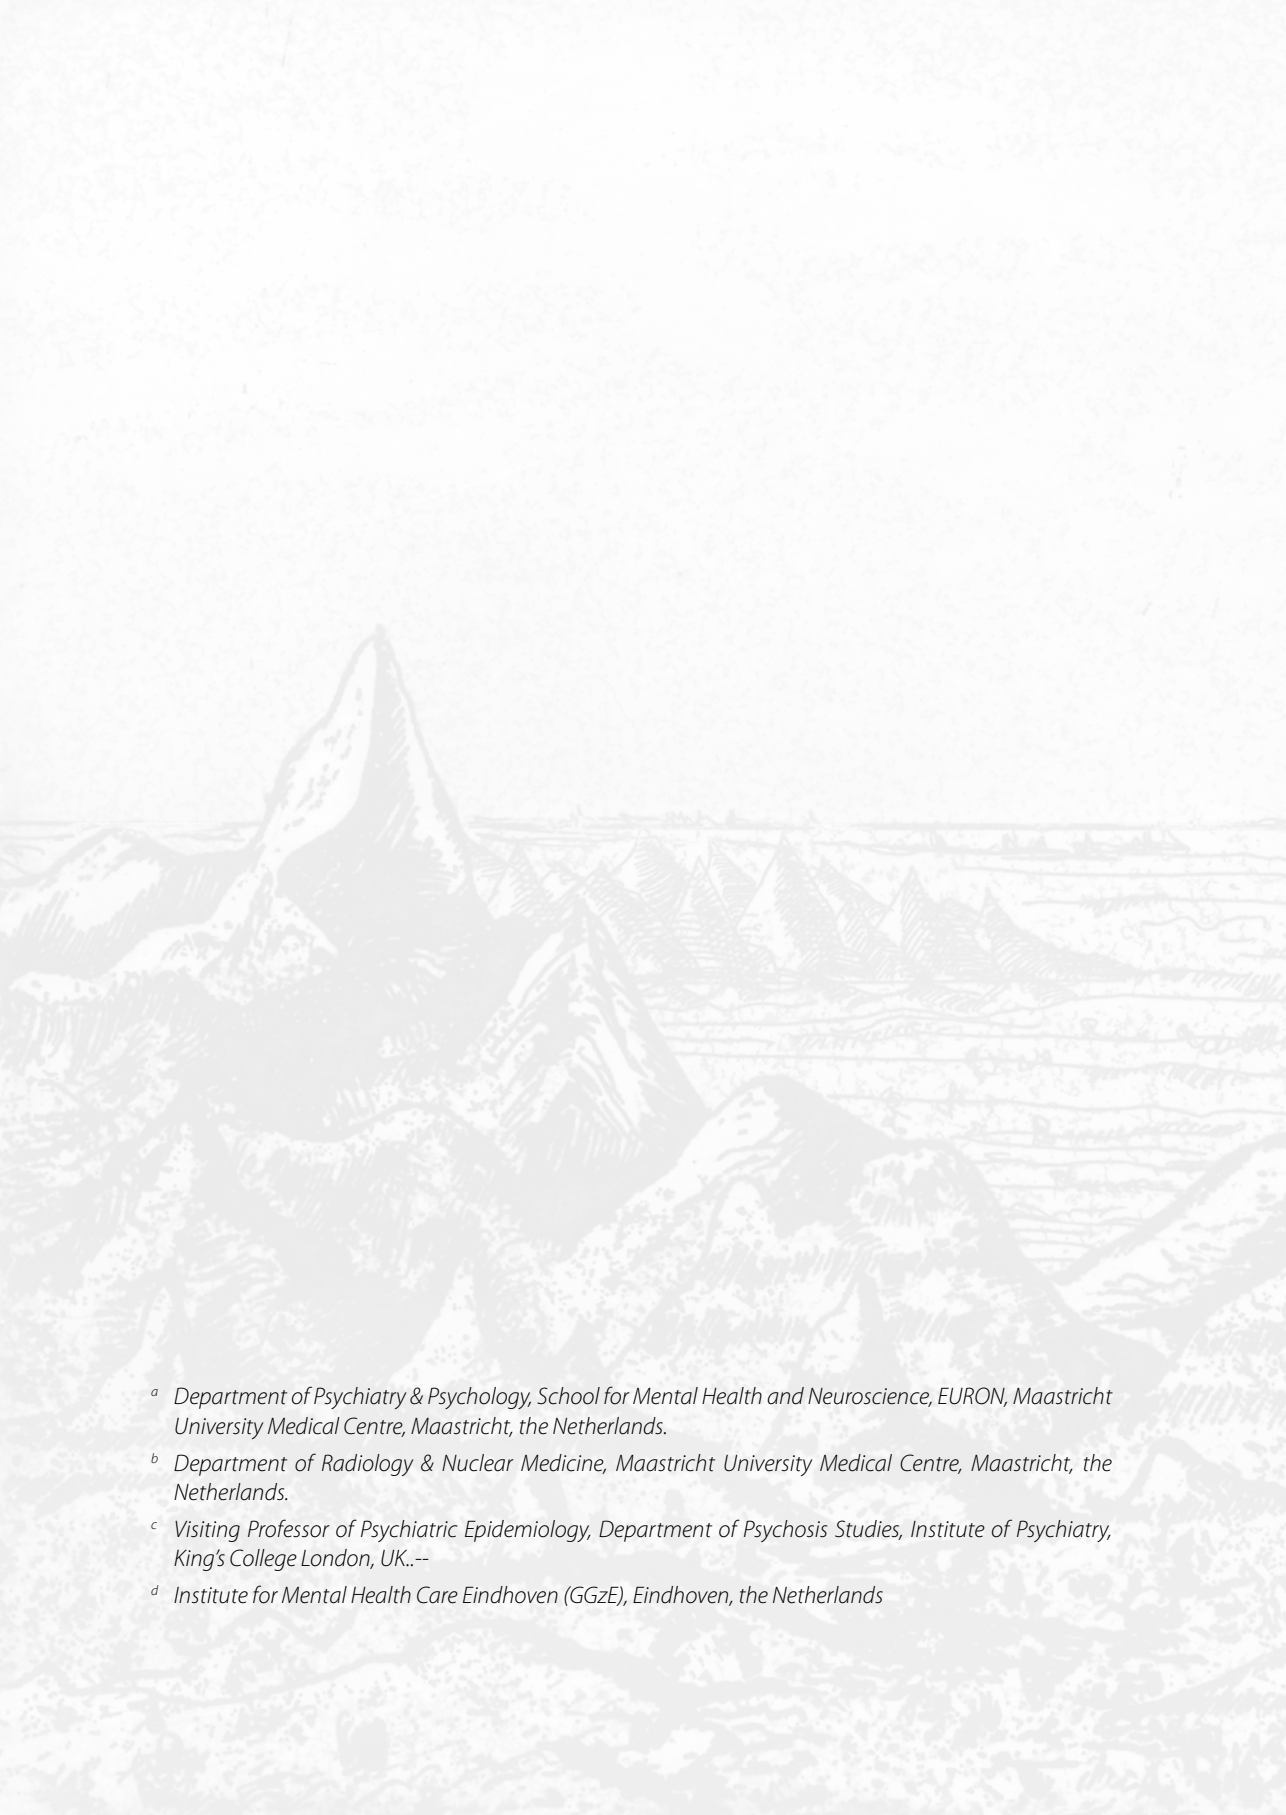 a Department of Psychiatry & Psychology, School for Mental Health and Neuroscience, EURON, Maastricht
University Medical Centre, Maastricht, the Netherlands.
b Department of Radiology & Nuclear Medicine, Maastricht University Medical Centre, Maastricht, the
Netherlands.
c Visiting Professor of Psychiatric Epidemiology, Department of Psychosis Studies, Institute of Psychiatry,
King's College London, UK..--
d Institute for Mental Health Care Eindhoven (GGzE), Eindhoven, the Netherlands